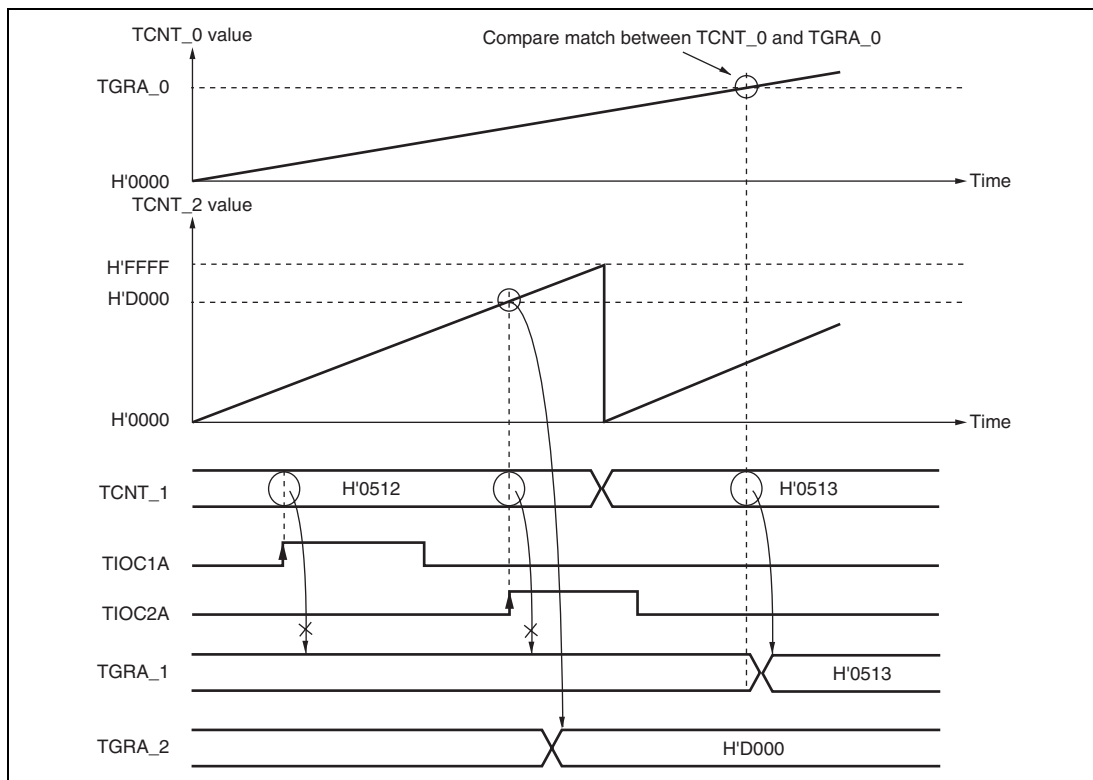 TCNT_0 value
Compare match between TCNT_0 and TGRA_0
TGRA_0
H'0000
Time
TCNT_2 value
H'FFFF
H'D000
H'0000
Time
TCNT_1
H'0512
H'0513
TIOC1A
TIOC2A
TGRA_1
H'0513
TGRA_2
H'D000